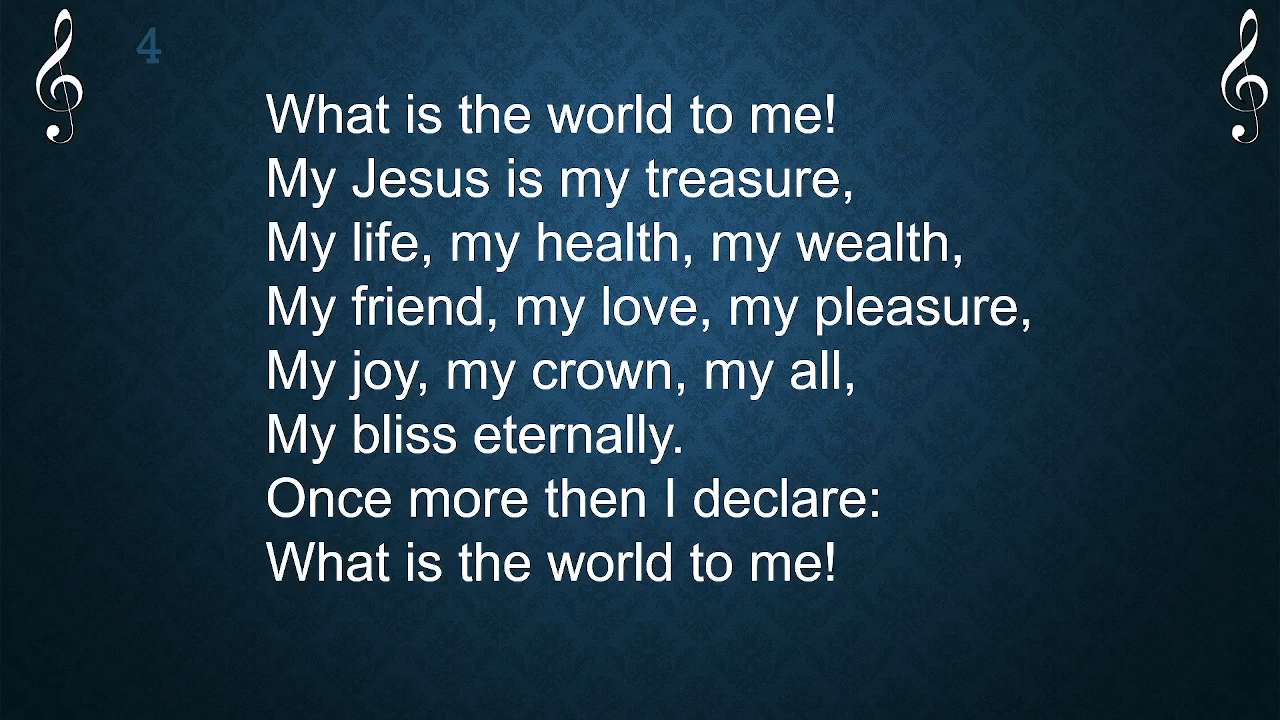 4
What is the world to me!
My Jesus is my treasure,
My life, my health, my wealth,
My friend, my love, my pleasure,
My joy, my crown, my all,
My bliss eternally.
Once more then I declare:
What is the world to me!